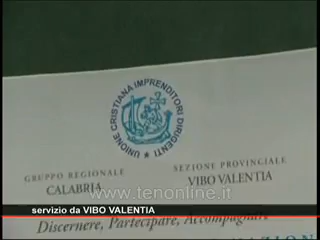 UNIONE CRISTIANA IMPRENDITORI DIRIGENTI
GRUPPO REGIONALE
CALABRIA
SEZIONE PROVINCIALE
VIBO VALENTIA
www.tenonline.it
servizio da VIBO VALENTIA
Discernere, Partecipare, Accompagnare